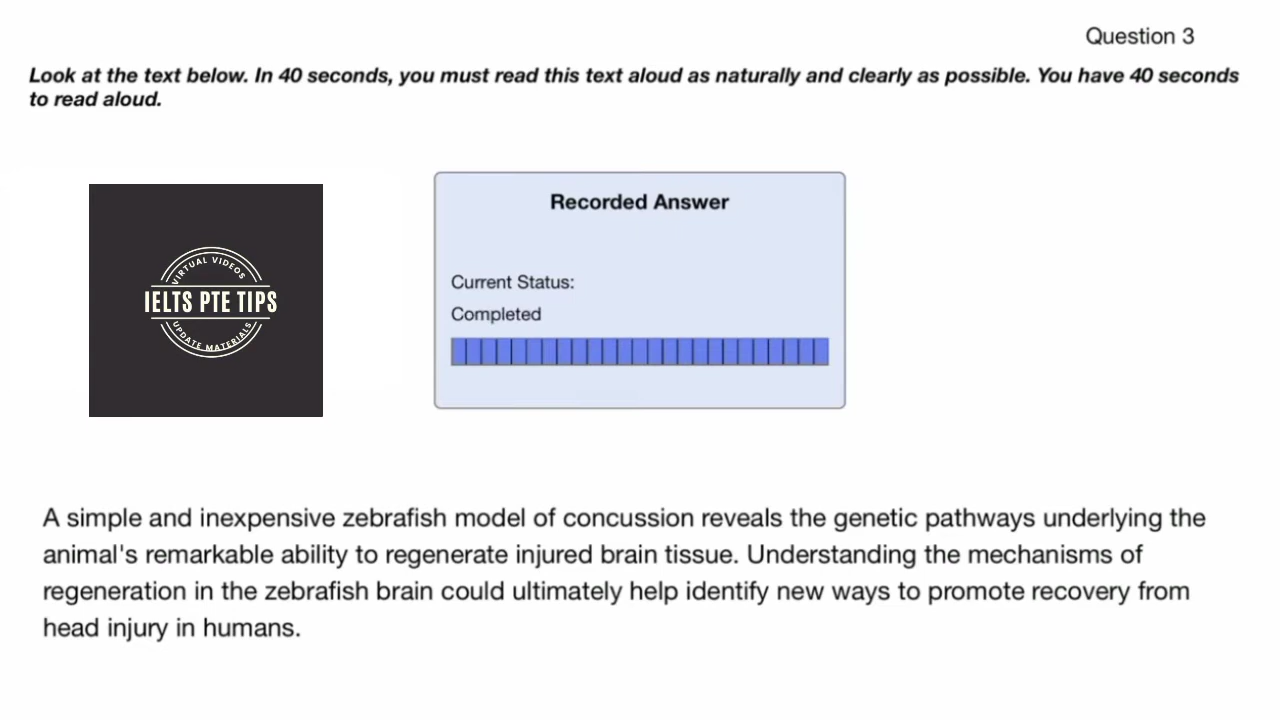 Question 3
Look at the text below. In 40 seconds, you must read this text aloud as naturally and clearly as possible. You have 40 seconds
to read aloud.
VIRTUAL VIDEOS
IELTS PTE TIPS
UPDATE MATERIALS
Recorded Answer
Current Status:
Completed
A simple and inexpensive zebrafish model of concussion reveals the genetic pathways underlying the
animal's remarkable ability to regenerate injured brain tissue. Understanding the mechanisms of
regeneration in the zebrafish brain could ultimately help identify new ways to promote recovery from
head injury in humans.